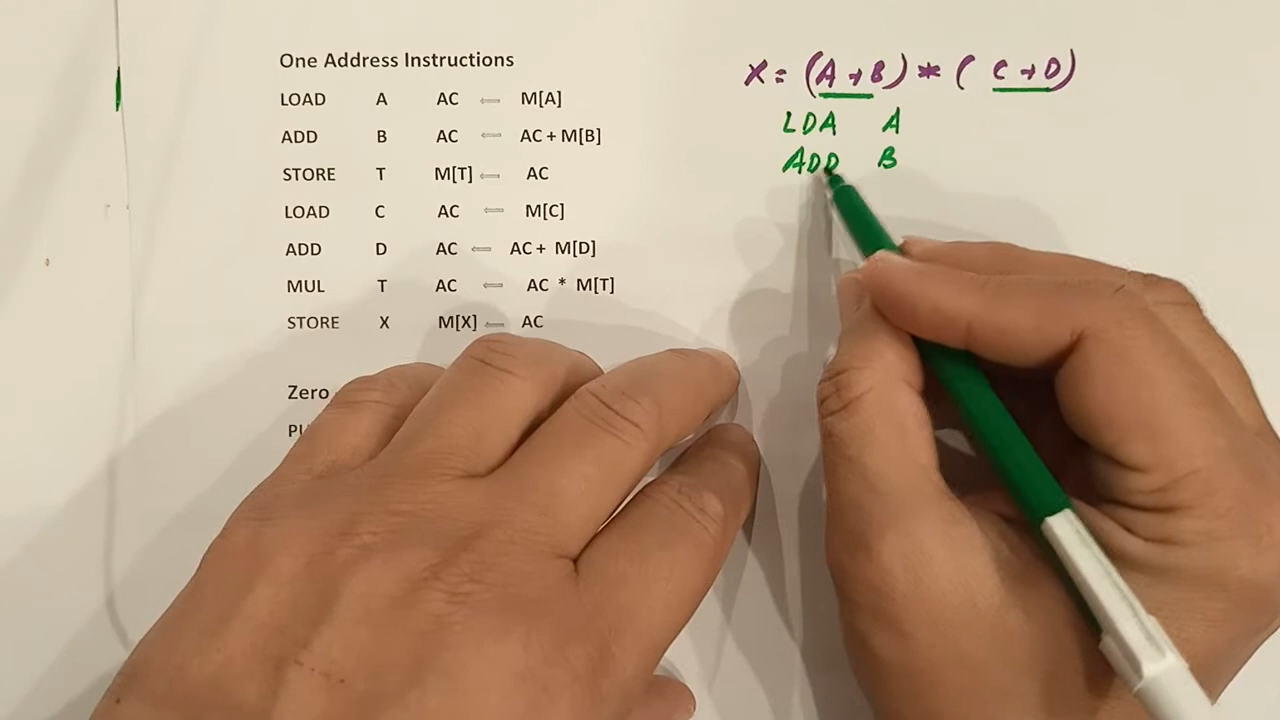 One Address Instructions
LOAD A AC ⇐ M[A]
ADD B AC ⇐ AC + M[B]
STORE T M[T] ⇐ AC
LOAD C AC ⇐ M[C]
ADD D AC ⇐ AC + M[D]
MUL T AC ⇐ AC * M[T]
STORE X M[X] ⇐ AC
Zero
X = (A + B) * ( C + D)
LDA A
ADD B